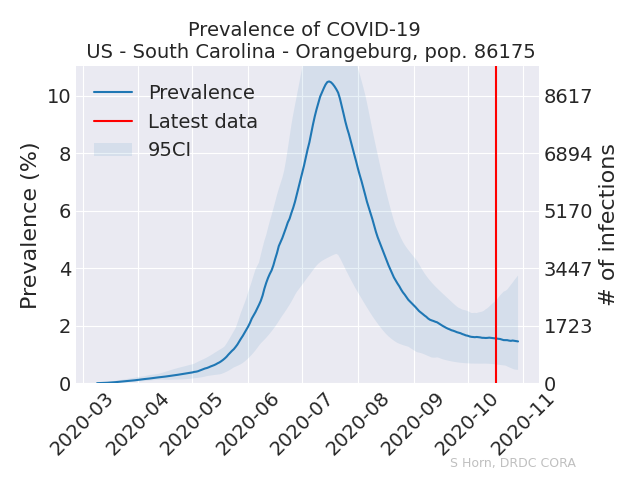 Prevalence of COVID-19
US - South Carolina - Orangeburg, pop. 86175
Prevalence
Latest data
95CI
Prevalence (%)
10
8
6
4
2
0
# of infections
8617
6894
5170
3447
1723
0
2020-03
2020-04
2020-05
2020-06
2020-07
2020-08
2020-09
2020-10
2020-11
S Horn, DRDC CORA